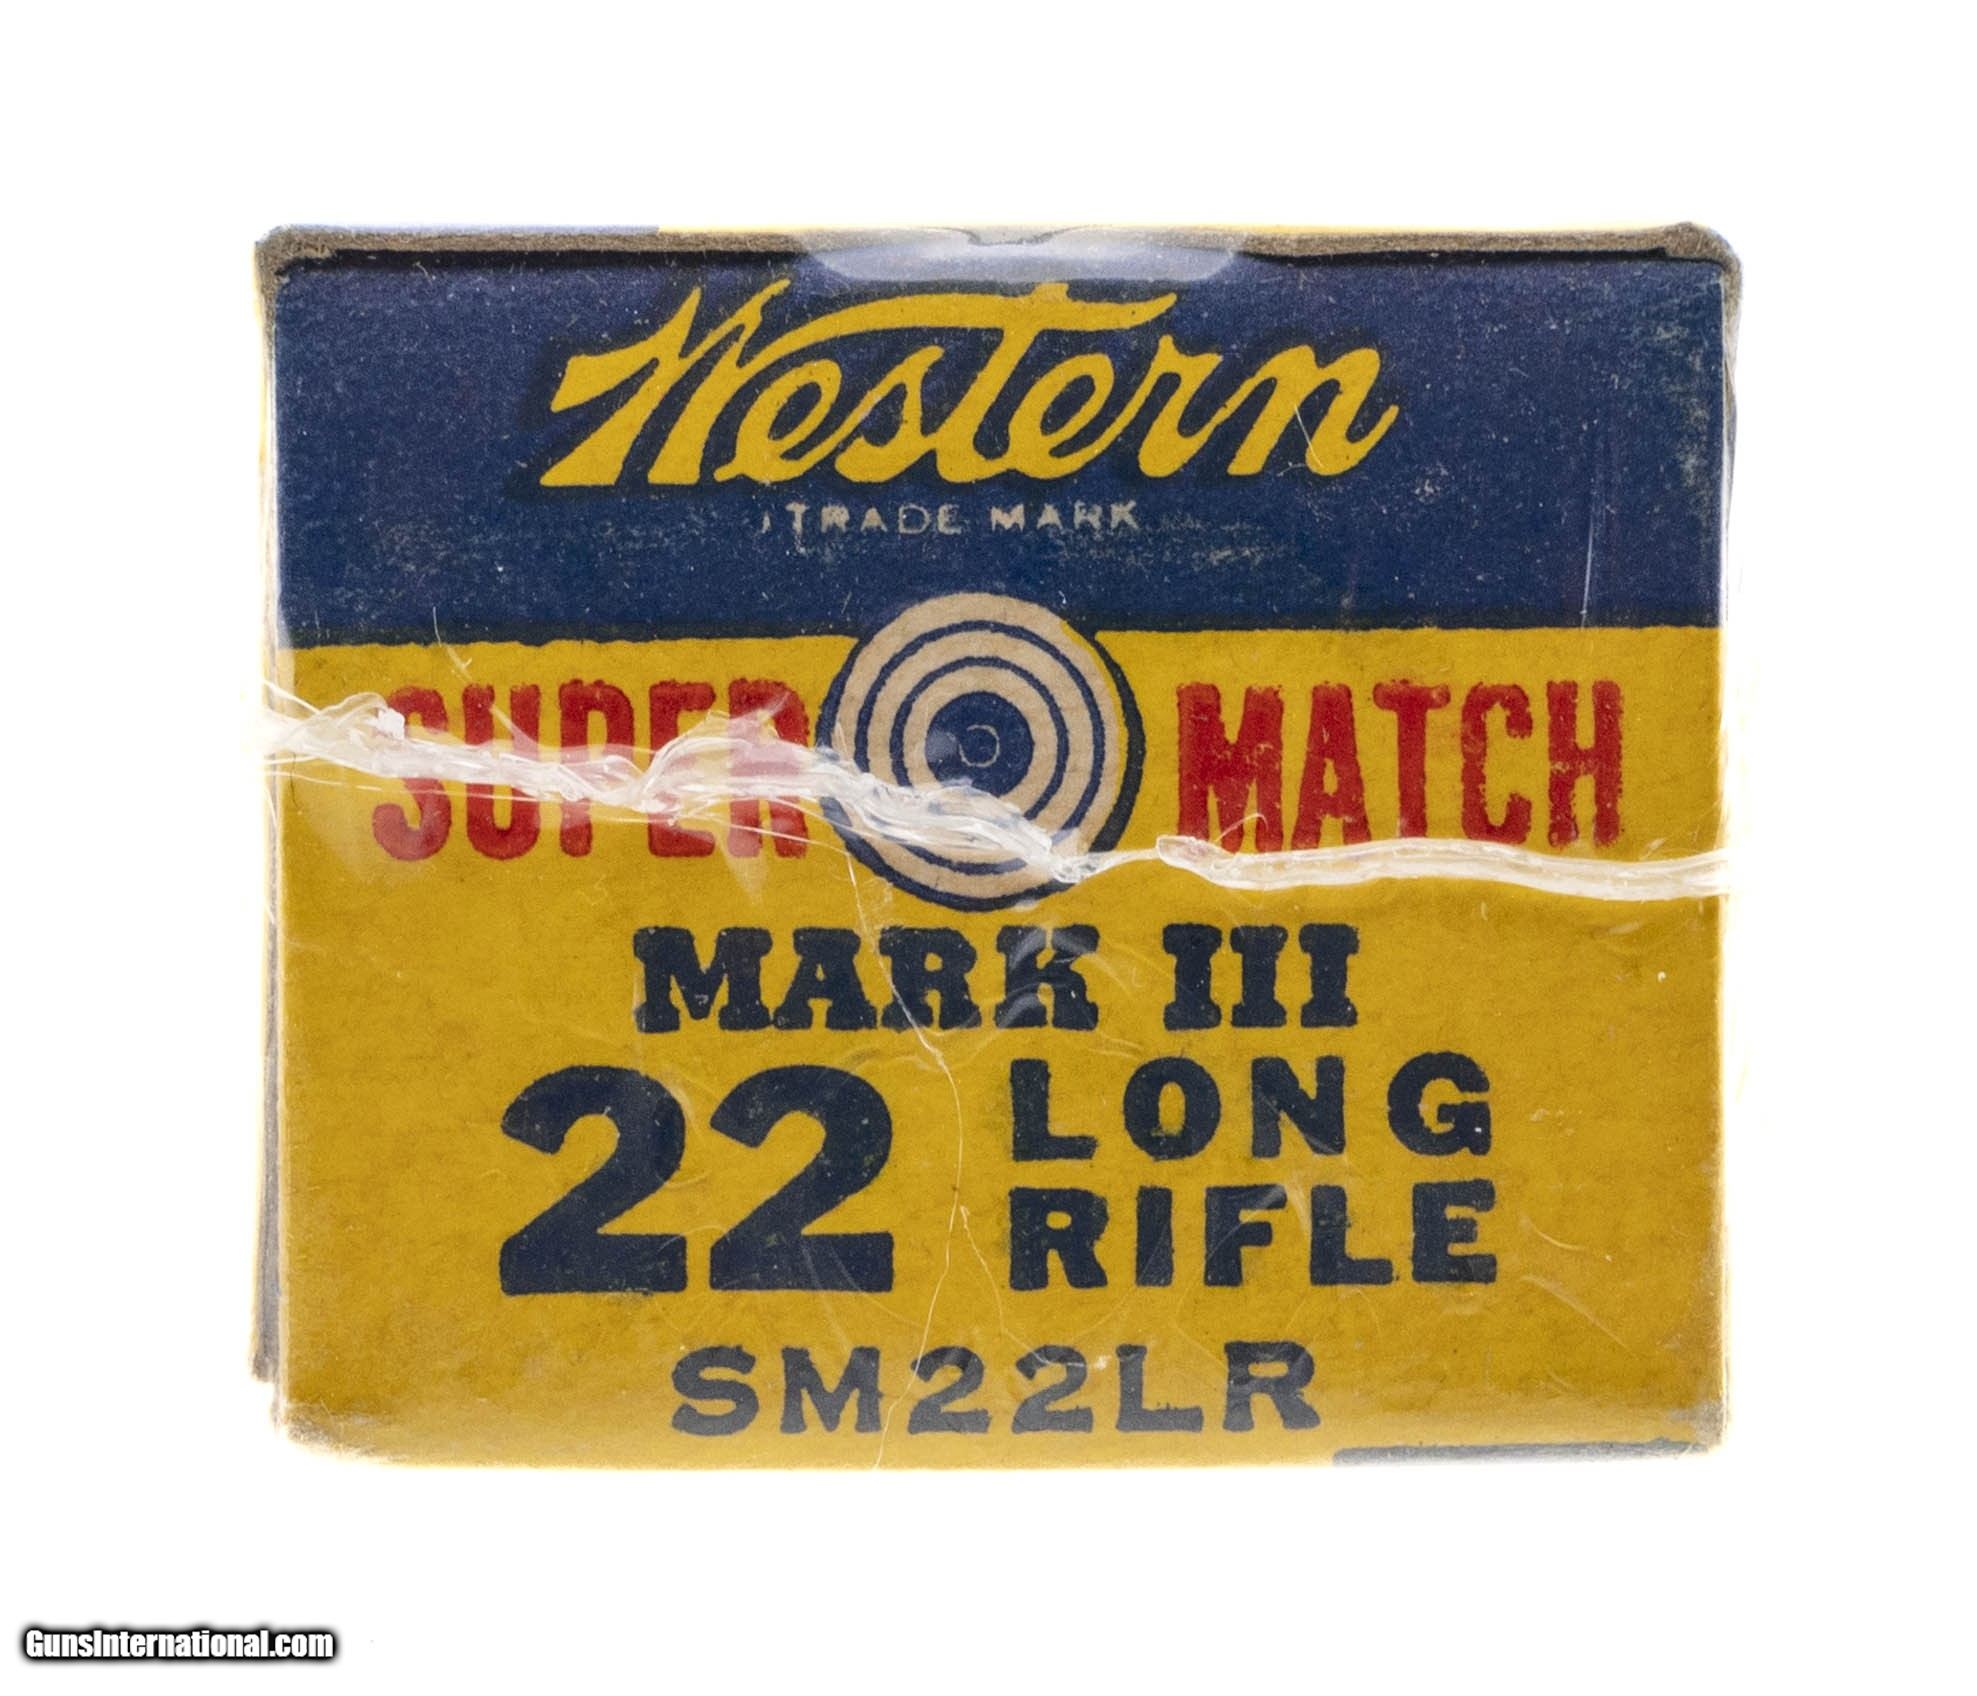 Western
TRADE MARK
SUPER MATCH
MARK III
22 LONG
RIFLE
SM22LR
GunsInternational.com